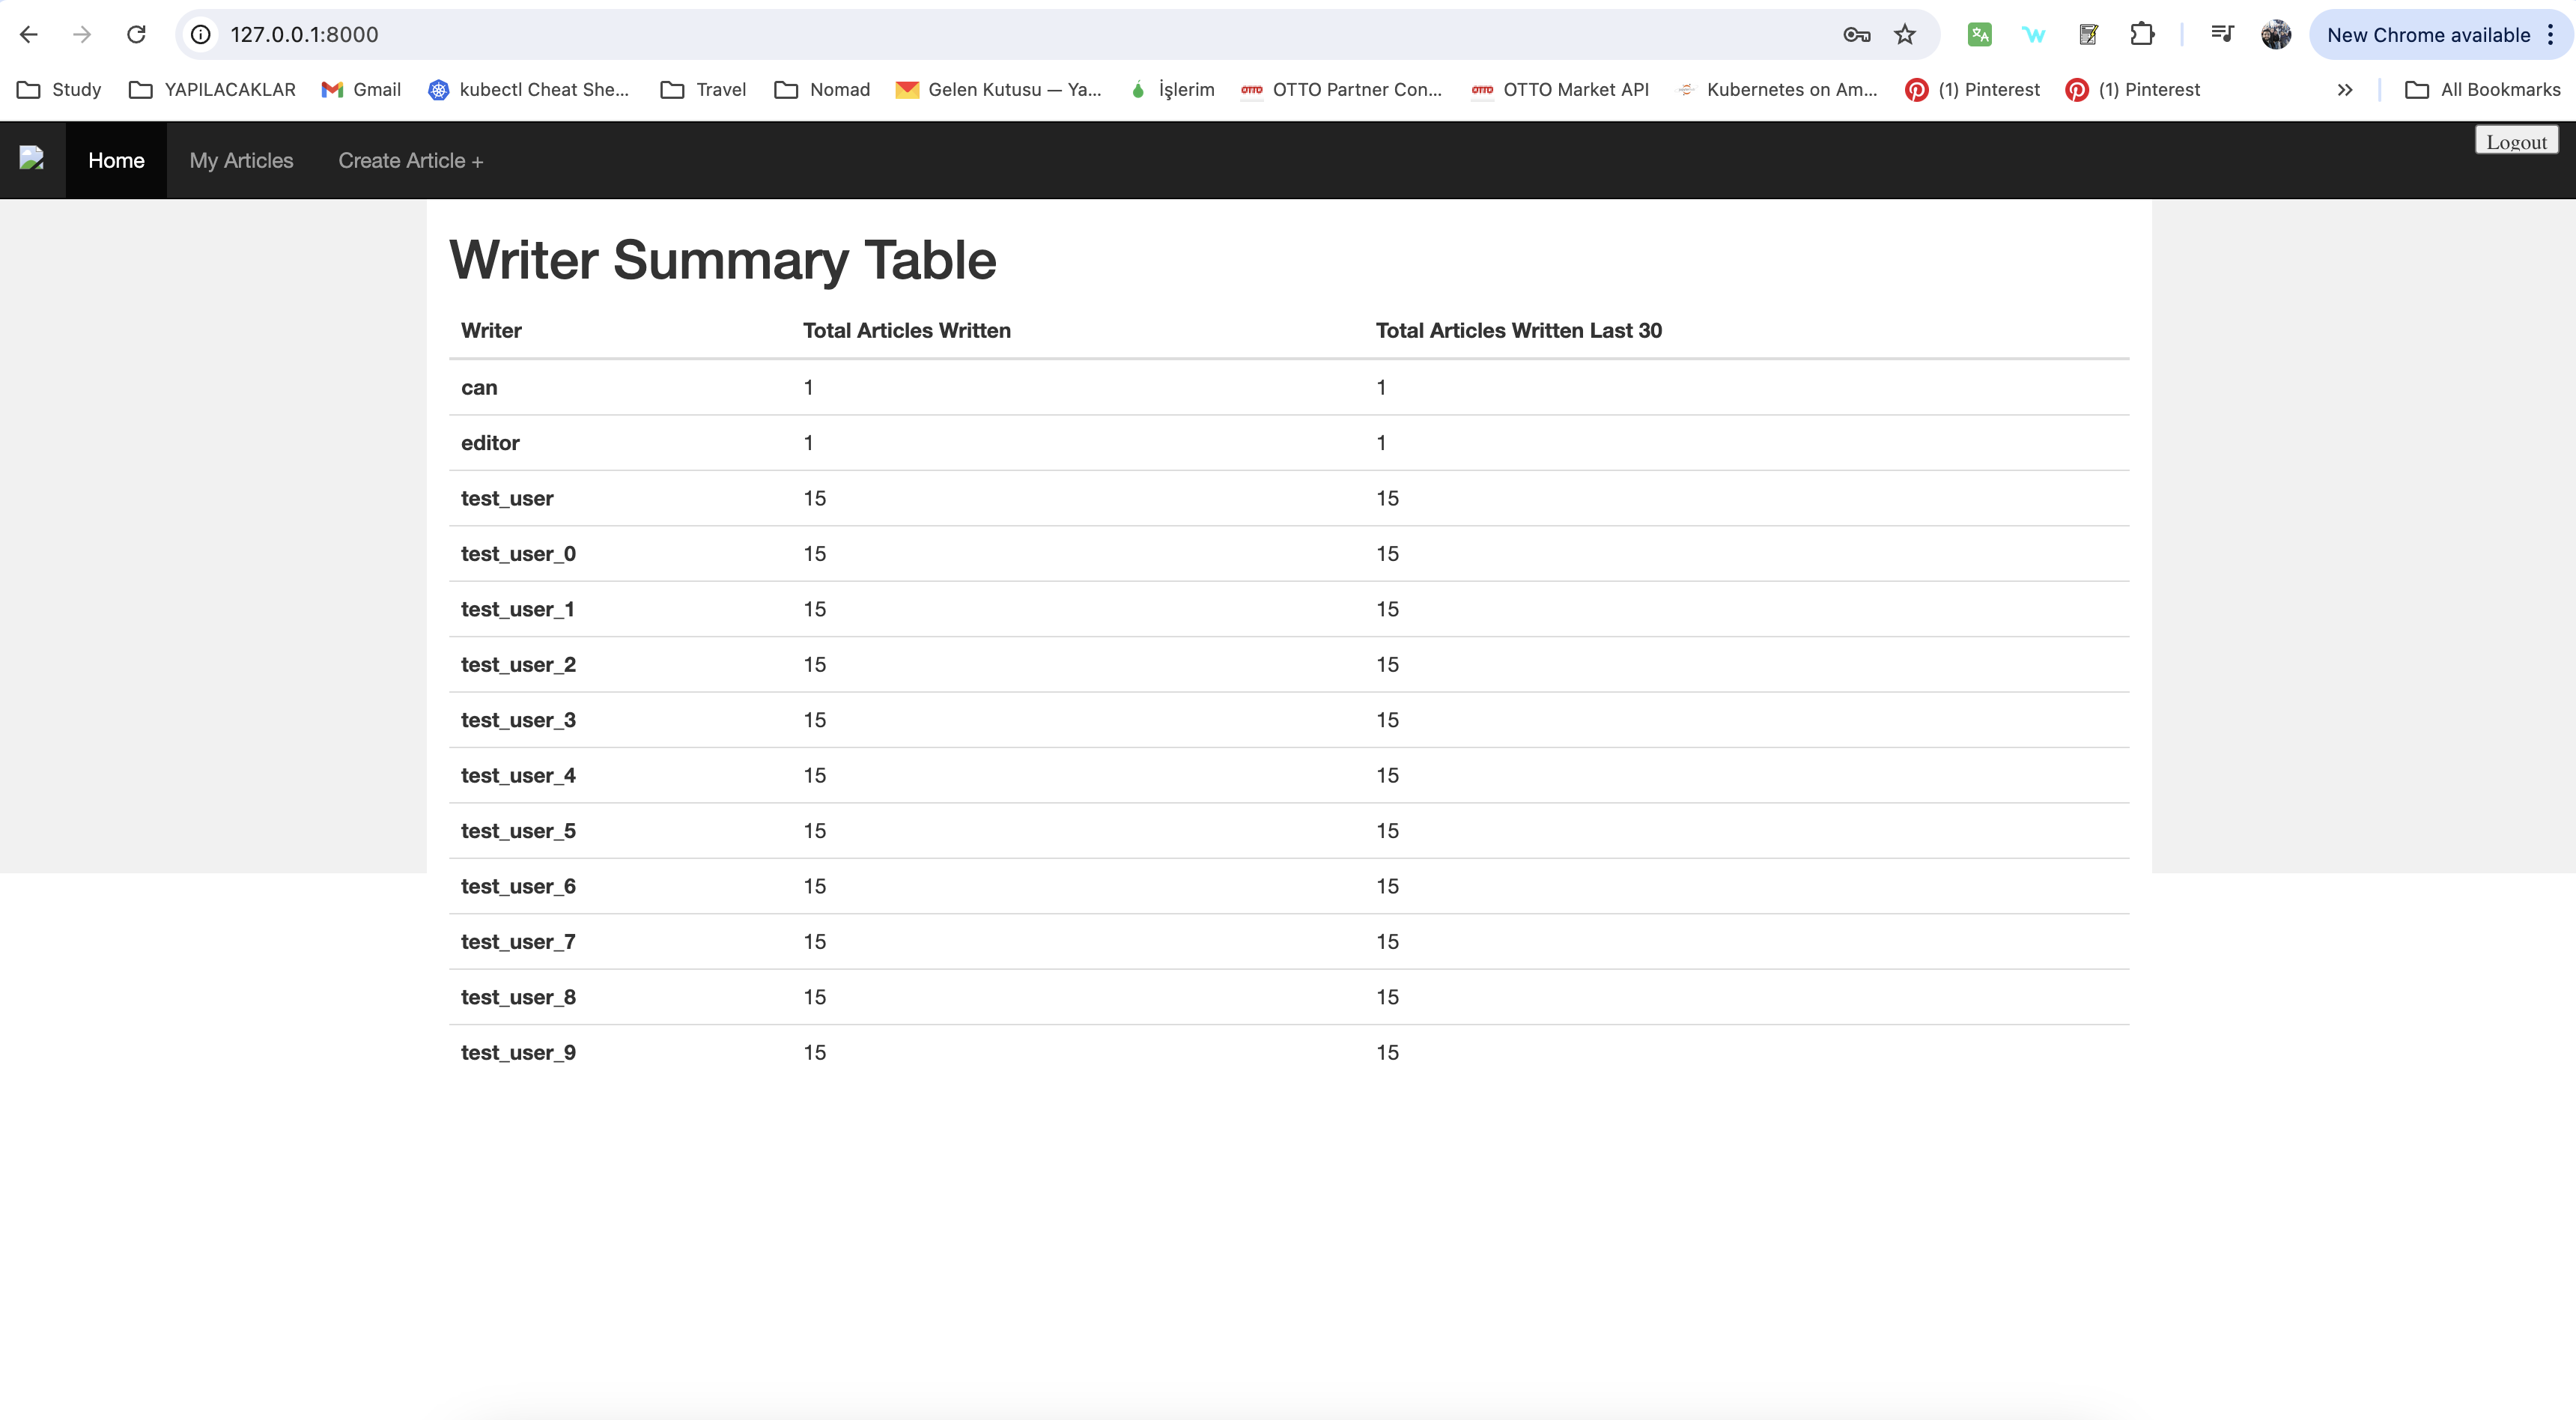 127.0.0.1:8000
New Chrome available
Study YAPILACAKLAR Gmail kubectl Cheat She... Travel Nomad Gelen Kutusu — Ya... İşlerim OTTO Partner Con... OTTO Market API Kubernetes on Am... (1) Pinterest (1) Pinterest All Bookmarks
Home My Articles Create Article + Logout
Writer Summary Table
Writer Total Articles Written Total Articles Written Last 30
can 1 1
editor 1 1
test_user 15 15
test_user_0 15 15
test_user_1 15 15
test_user_2 15 15
test_user_3 15 15
test_user_4 15 15
test_user_5 15 15
test_user_6 15 15
test_user_7 15 15
test_user_8 15 15
test_user_9 15 15